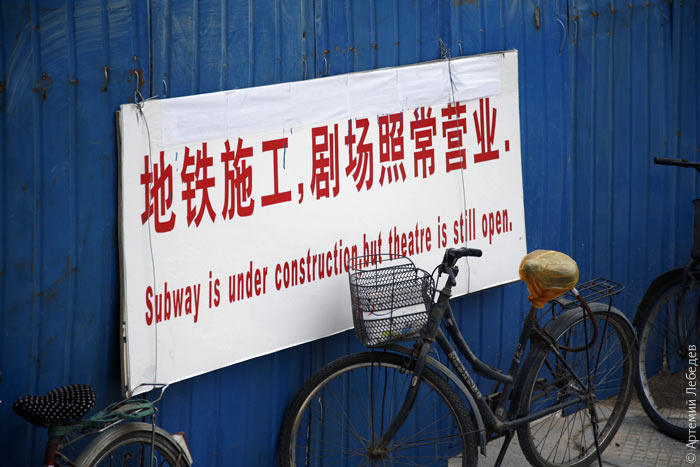 地铁施工,剧场照常营业.
Subway is under construction,but theatre is still open.
© Артемий Лебедев